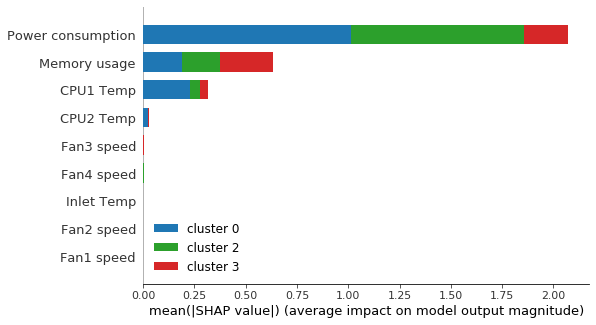 Power consumption
Memory usage
CPU1 Temp
CPU2 Temp
Fan3 speed
Fan4 speed
Inlet Temp
Fan2 speed
Fan1 speed
cluster 0
cluster 2
cluster 3
0.00 0.25 0.50 0.75 1.00 1.25 1.50 1.75 2.00
mean(|SHAP value|) (average impact on model output magnitude)